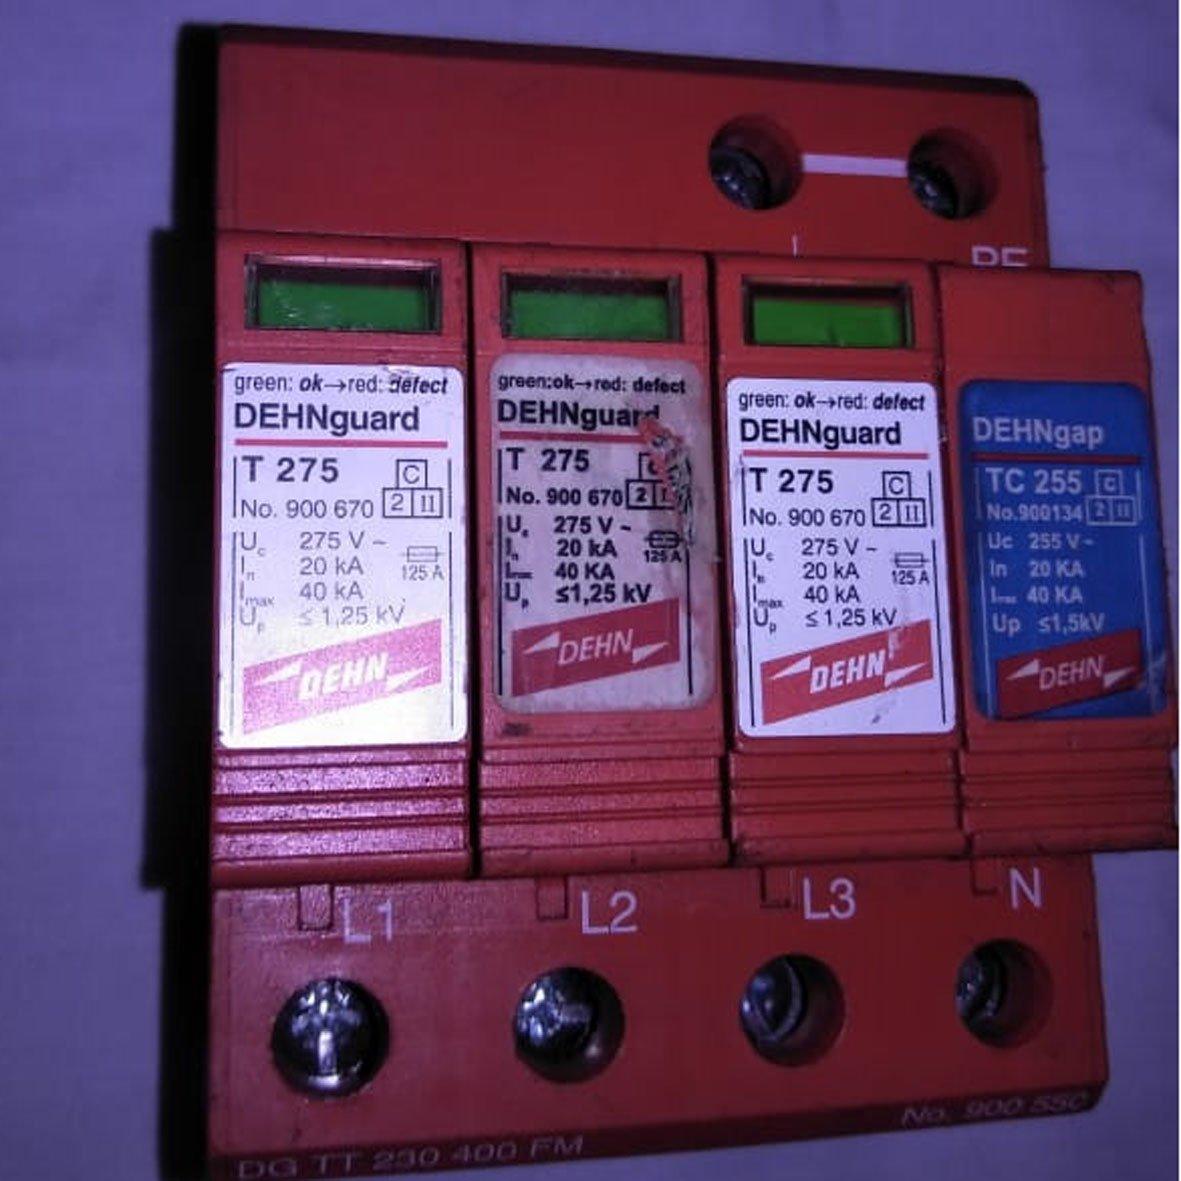 PE
green: ok→red: defect
DEHNguard
T 275
C
No. 900 670 2 II
Uc 275 V ~
In 20 kA
125 A
Imax 40 kA
Up ≤ 1,25 kV
DEHN
green:ok→red: defect
DEHNguard
T 275
C
No. 900 670 2
Uc 275 V ~
In 20 kA
125 A
Imax 40 KA
Up ≤1,25 kV
DEHN
green: ok→red: defect
DEHNguard
T 275
C
No. 900 670 2 II
Uc 275 V ~
In 20 kA
125 A
Imax 40 kA
Up ≤ 1,25 kV
DEHN
DEHNgap
TC 255 C
No.900134 2 II
Uc 255 V~
In 20 KA
Imax 40 KA
Up ≤1,5kV
DEHN
L1 L2 L3 N
DG TT 230 400 FM No. 900 550